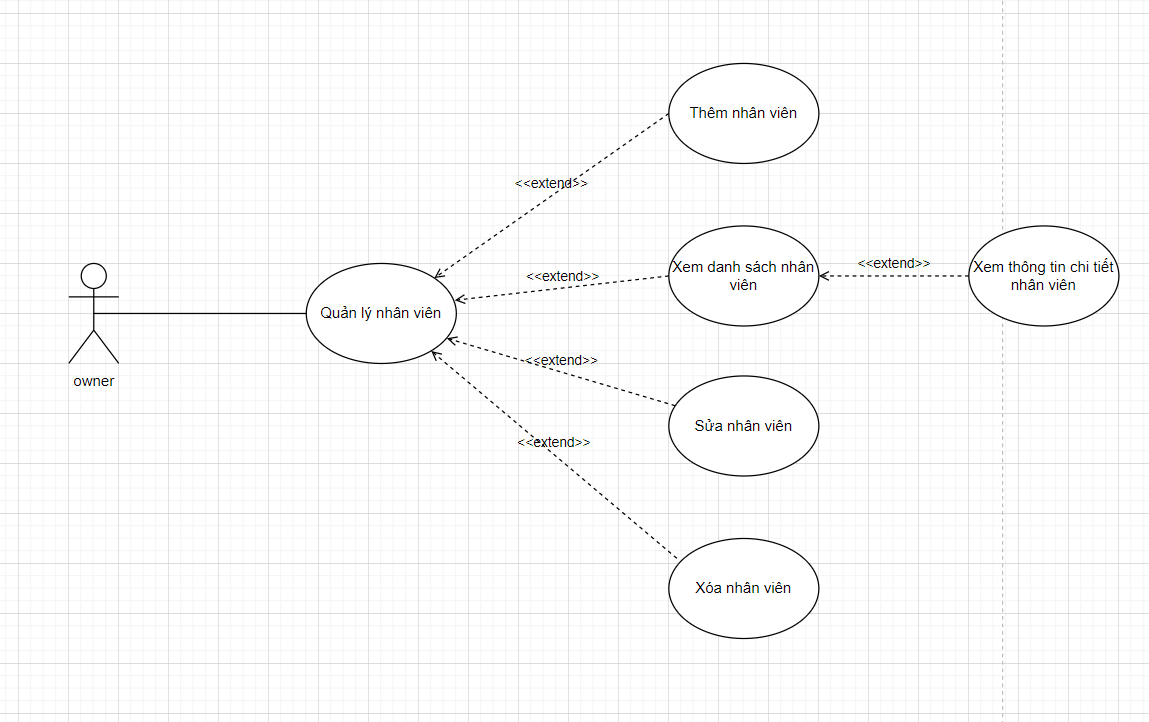 Thêm nhân viên
<<extend>>
Xem danh sách nhân
viên
<<extend>>
Xem thông tin chi tiết
nhân viên
<<extend>>
Quản lý nhân viên
owner
<<extend>>
Sửa nhân viên
<<extend>>
Xóa nhân viên